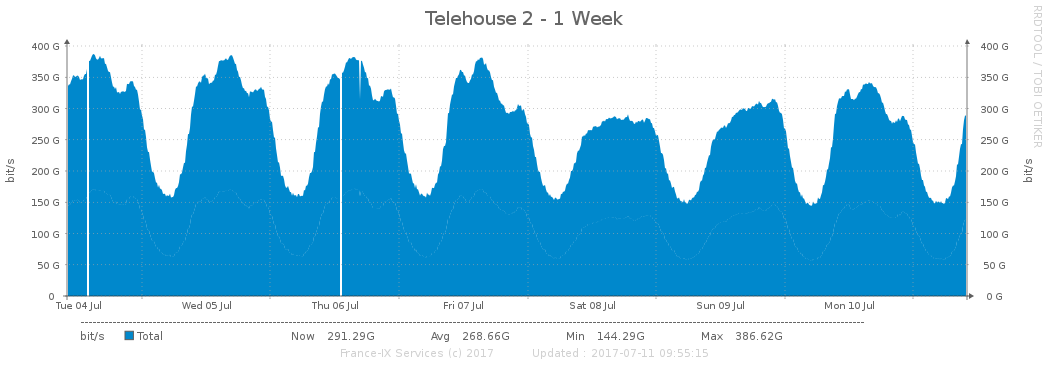 Telehouse 2 - 1 Week
RRDTOOL / TOBI OETIKER
400 G 400 G
350 G 350 G
300 G 300 G
250 G 250 G
200 G 200 G
150 G 150 G
100 G 100 G
50 G 50 G
0 0 G
bit/s
bit/s
Tue 04 Jul Wed 05 Jul Thu 06 Jul Fri 07 Jul Sat 08 Jul Sun 09 Jul Mon 10 Jul
bit/s Total Now 291.29G Avg 268.66G Min 144.29G Max 386.62G
France-IX Services (c) 2017 Updated : 2017-07-11 09:55:15